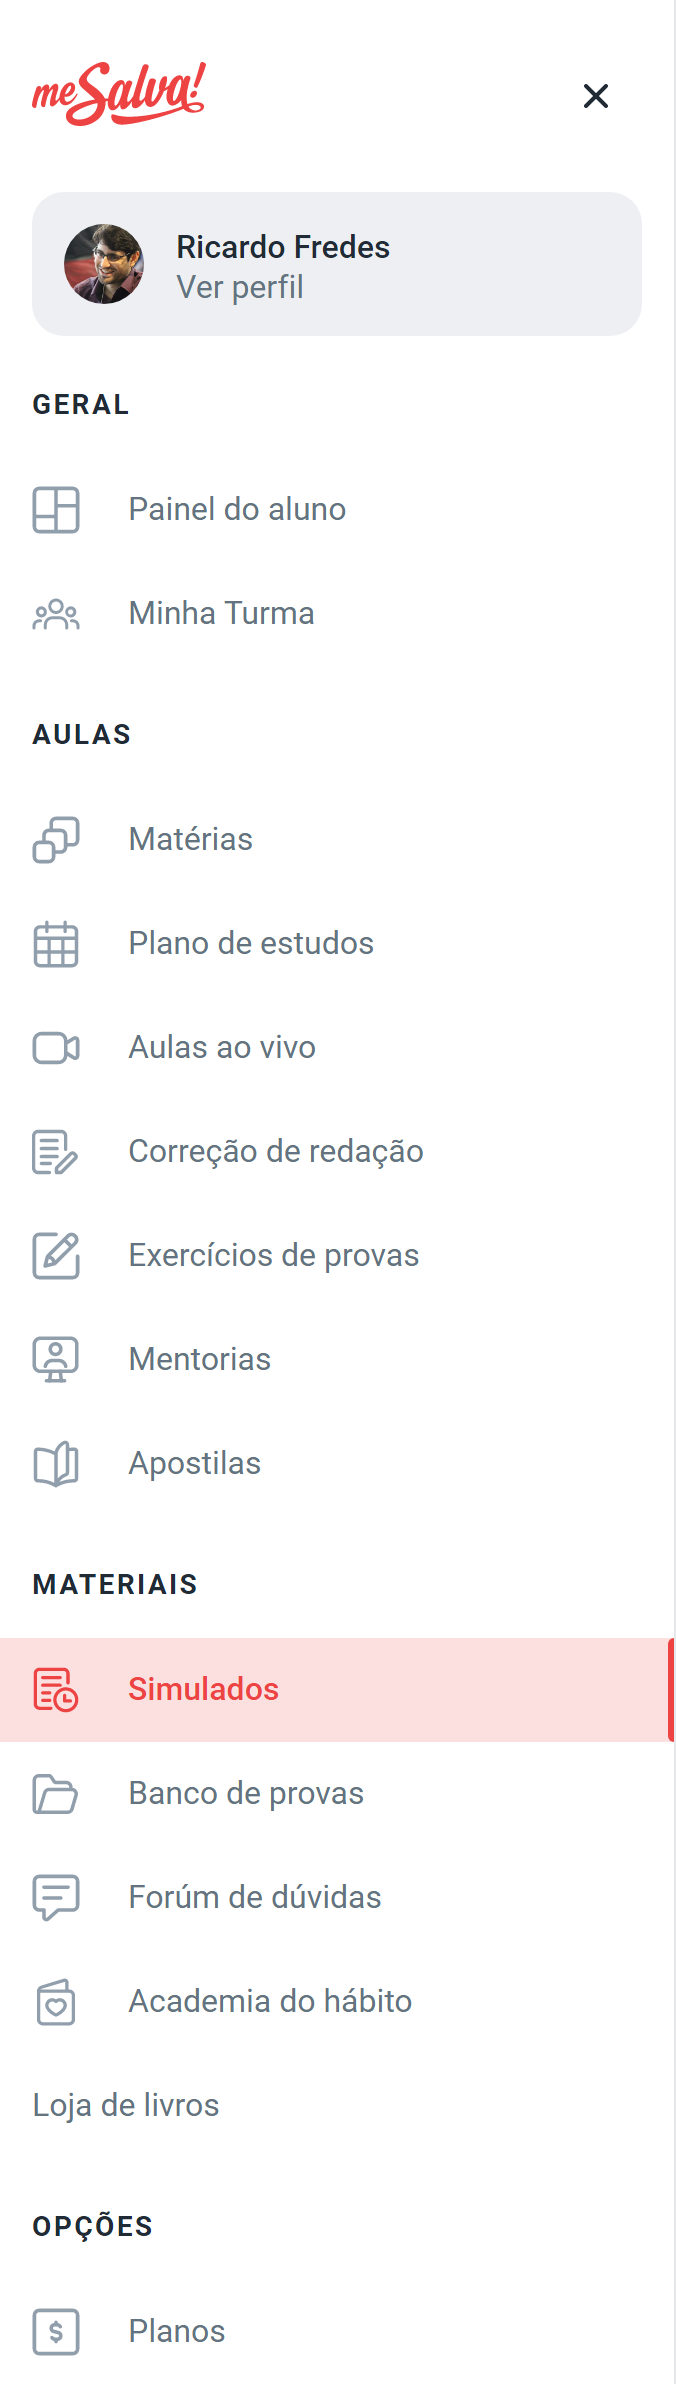 meSalva!
Ricardo Fredes
Ver perfil
GERAL
Painel do aluno
Minha Turma
AULAS
Matérias
Plano de estudos
Aulas ao vivo
Correção de redação
Exercícios de provas
Mentorias
Apostilas
MATERIAIS
Simulados
Banco de provas
Forúm de dúvidas
Academia do hábito
Loja de livros
OPÇÕES
Planos